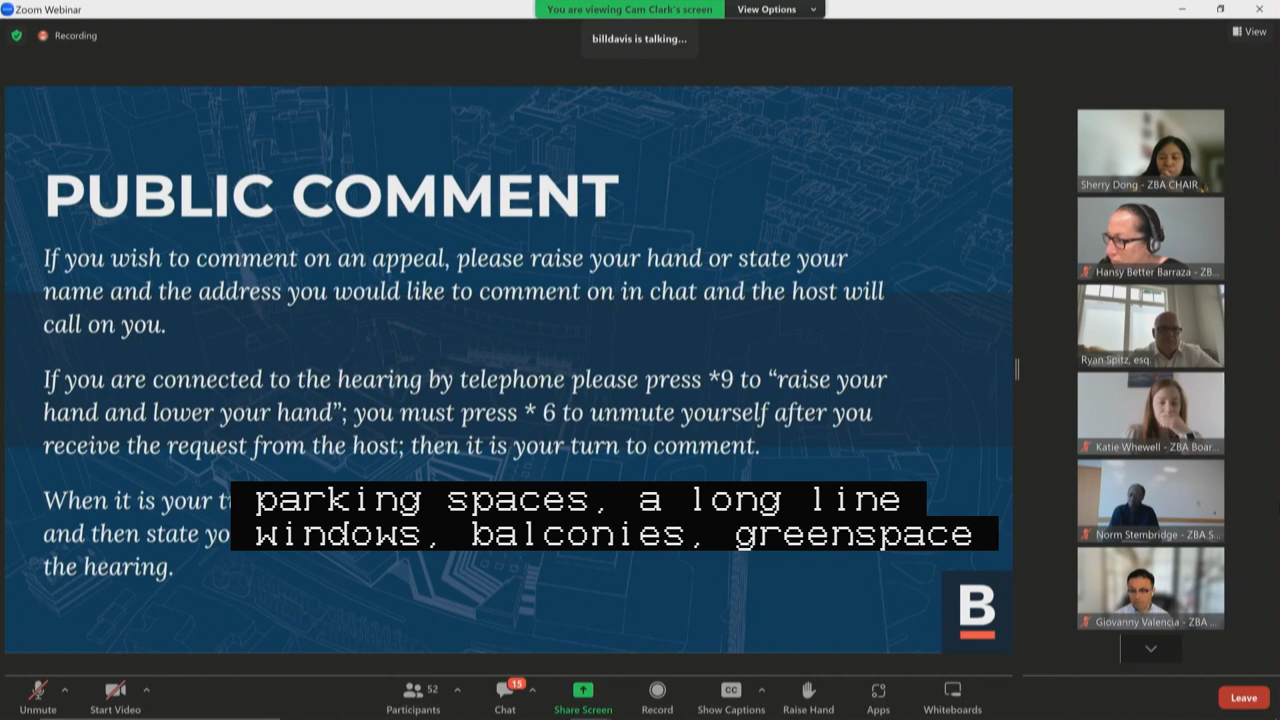 Zoom Webinar
You are viewing Cam Clark's screen
View Options
Recording
billdavis is talking...
View
PUBLIC COMMENT
If you wish to comment on an appeal, please raise your hand or state your
name and the address you would like to comment on in chat and the host will
call on you.
If you are connected to the hearing by telephone please press *9 to “raise your
hand and lower your hand”; you must press * 6 to unmute yourself after you
receive the request from the host; then it is your turn to comment.
When it is your t
and then state yo
the hearing.
parking spaces, a long line
windows, balconies, greenspace
B
Sherry Dong - ZBA CHAIR
Hansy Better Barraza - ZB...
Ryan Spitz, esq.
Katie Whewell - ZBA Boar...
Norm Stembridge - ZBA S...
Giovanny Valencia - ZBA ...
Unmute
Start Video
52
Participants
15
Chat
Share Screen
Record
CC
Show Captions
Raise Hand
Apps
Whiteboards
Leave